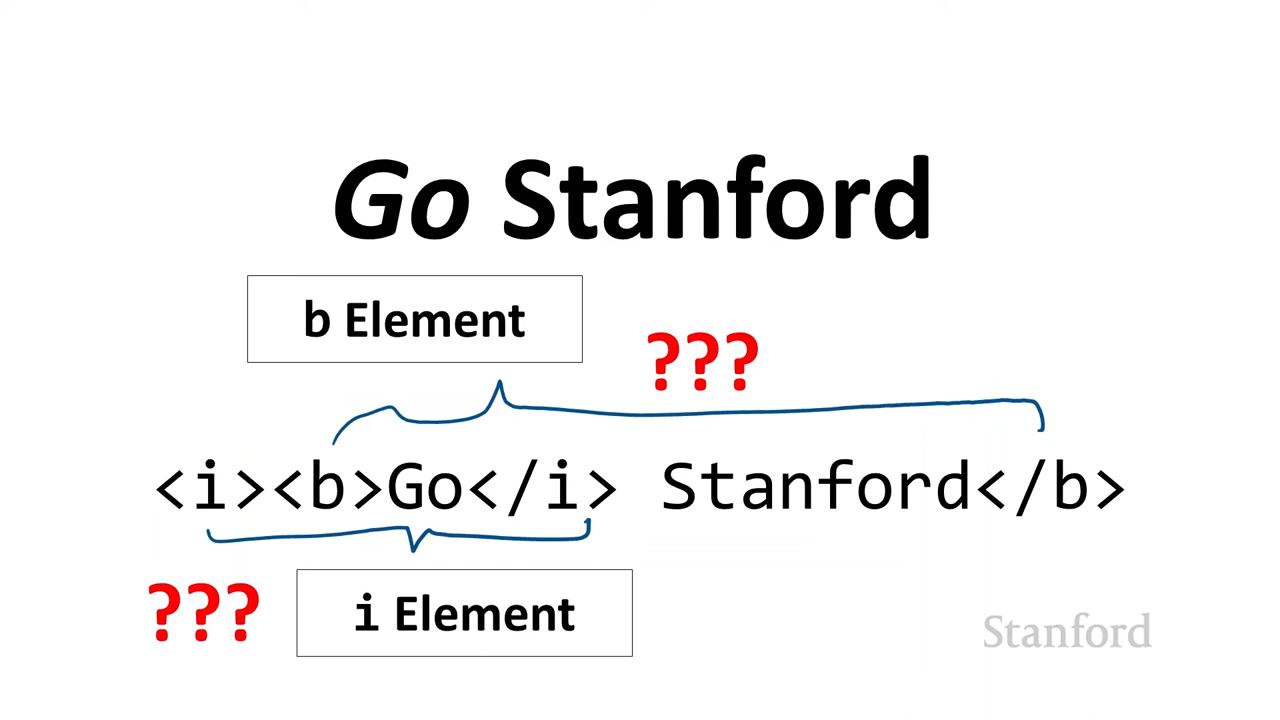 Go Stanford
b Element
???
<i><b>Go</i> Stanford</b>
??? i Element
Stanford